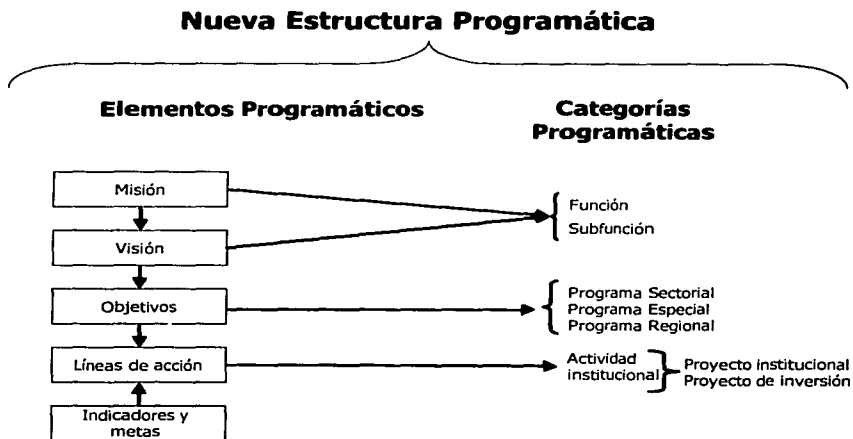 Nueva Estructura Programática
Elementos Programáticos
Categorías
Programáticas
Misión
Función
Subfunción
Visión
Objetivos
Programa Sectorial
Programa Especial
Programa Regional
Líneas de acción
Actividad
institucional
Proyecto institucional
Proyecto de inversión
Indicadores y
metas